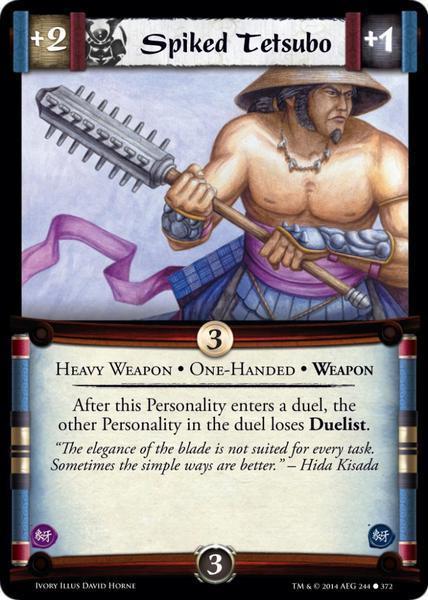 +2
Spiked Tetsubo
+1
3
Heavy Weapon • One-Handed • Weapon
After this Personality enters a duel, the
other Personality in the duel loses Duelist.
“The elegance of the blade is not suited for every task.
Sometimes the simple ways are better.” – Hida Kisada
3
Ivory Illus David Horne
TM & © 2014 AEG 244 • 372